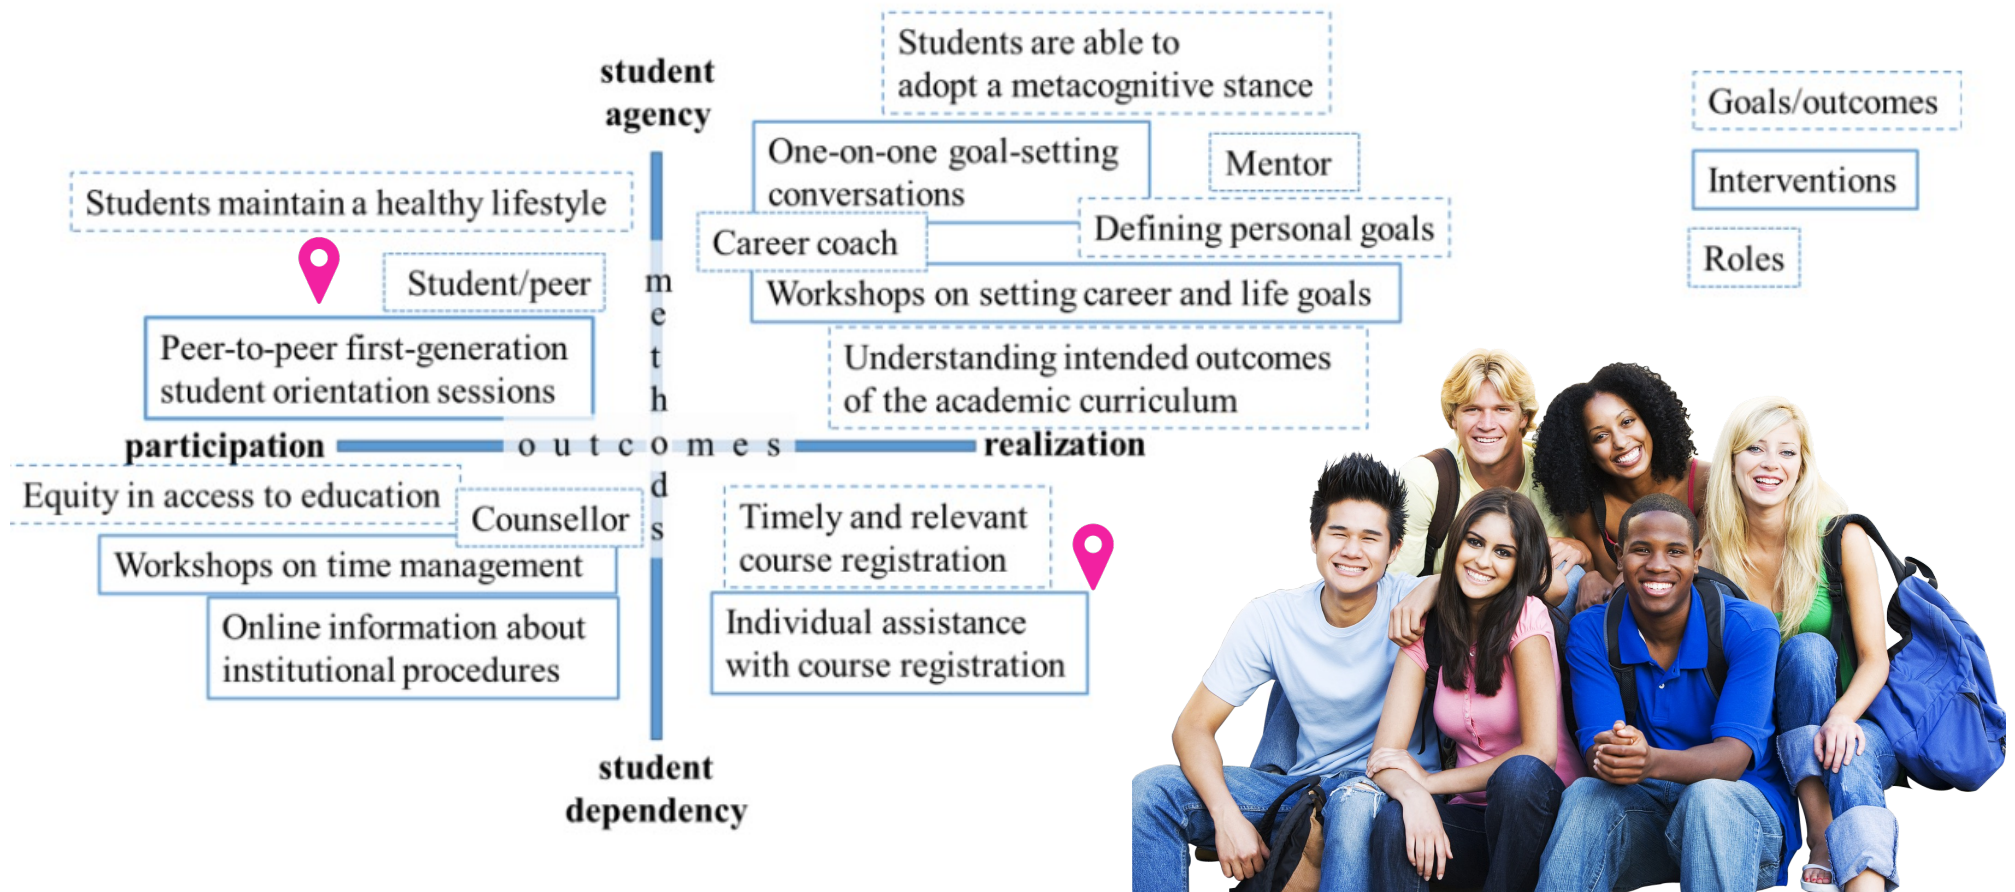 Students are able to
adopt a metacognitive stance
student
agency
Goals/outcomes
One-on-one goal-setting
conversations
Mentor
Interventions
Students maintain a healthy lifestyle
Career coach
Defining personal goals
Roles
Student/peer
Workshops on setting career and life goals
methods
Peer-to-peer first-generation
student orientation sessions
Understanding intended outcomes
of the academic curriculum
participation
outcomes
realization
Equity in access to education
Counsellor
Timely and relevant
course registration
Workshops on time management
Online information about
institutional procedures
Individual assistance
with course registration
student
dependency